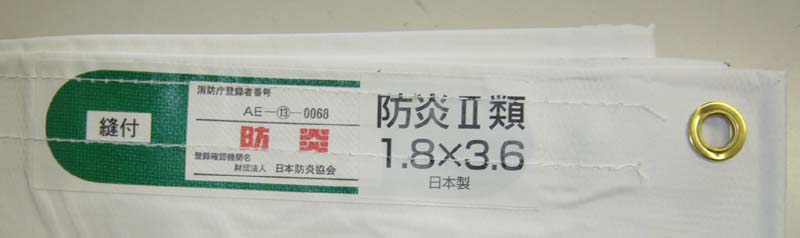 縫付
消防庁登録者番号
AE-⑬-0068
防炎
登録確認機関名
財団法人 日本防炎協会
防炎Ⅱ類
1.8×3.6
日本製